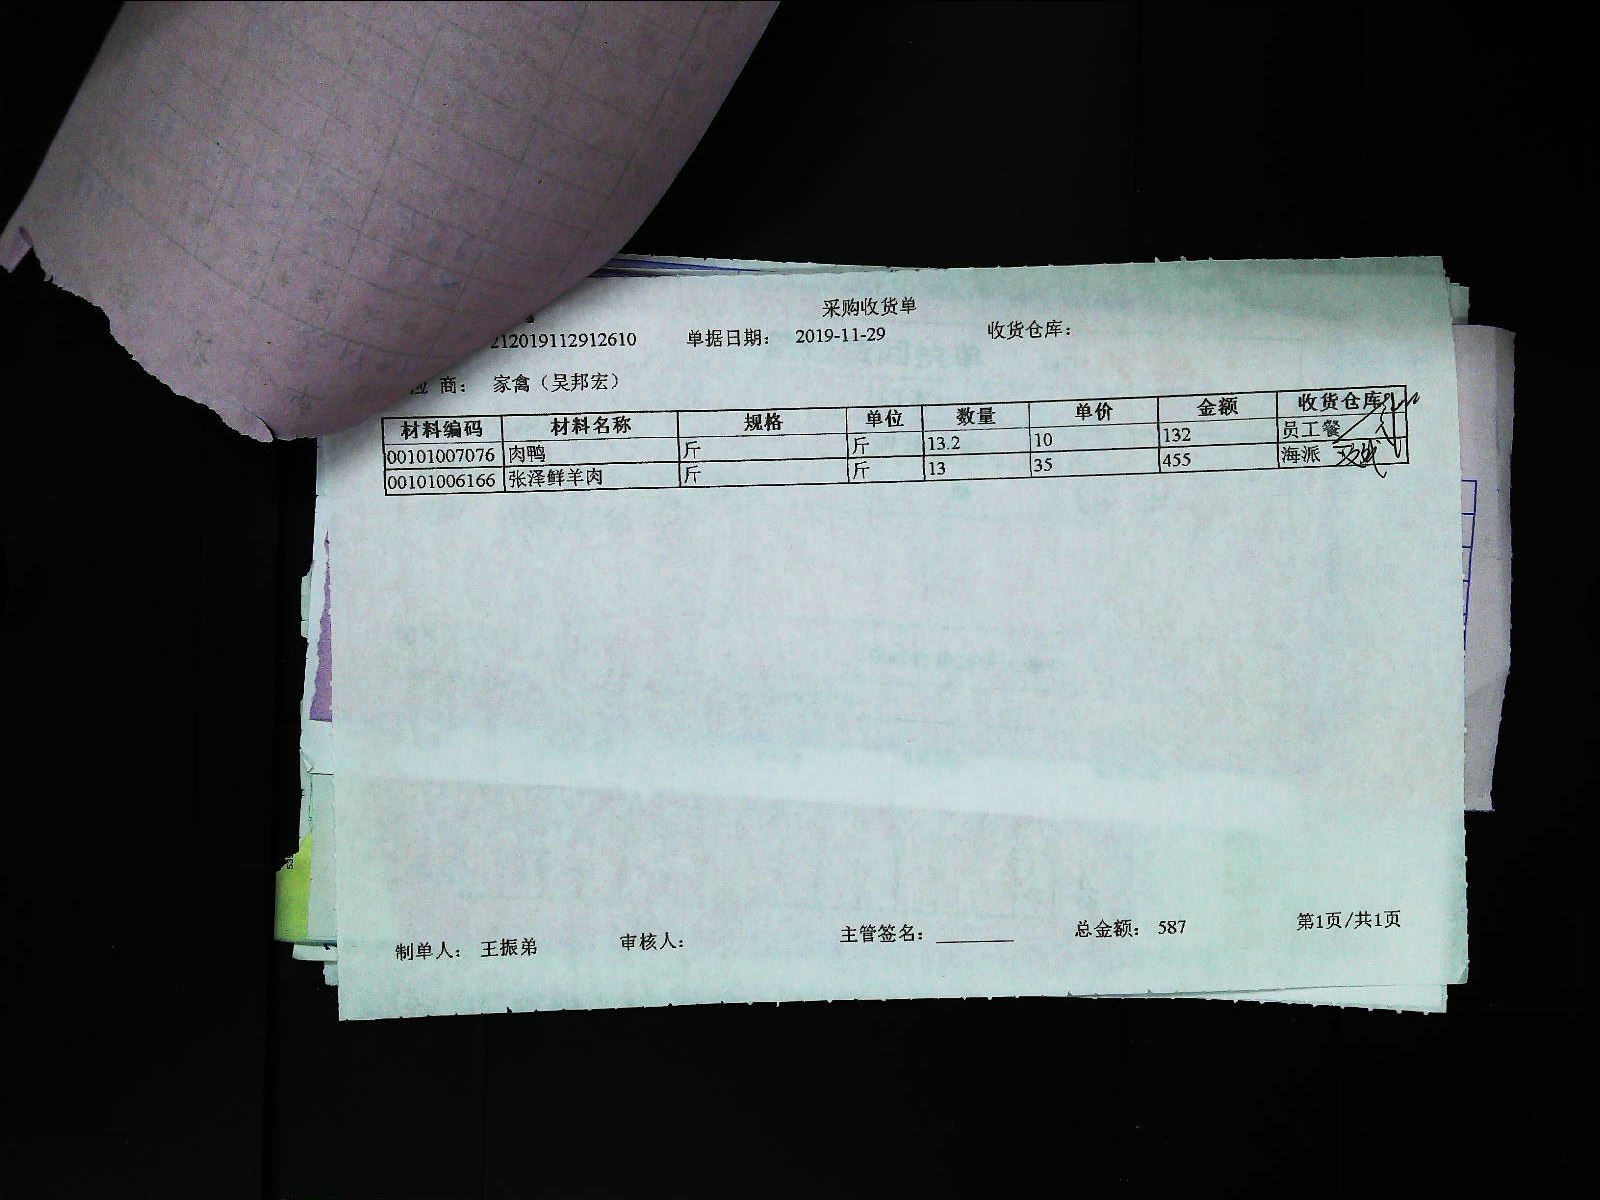 采购收货单
212019112912610 单据日期： 2019-11-29 收货仓库：
应 商： 家禽（吴邦宏）
材料编码 材料名称 规格 单位 数量 单价 金额 收货仓库
00101007076 肉鸭 斤 斤 13.2 10 132 员工餐
00101006166 张泽鲜羊肉 斤 斤 13 35 455 海派
制单人： 王振弟 审核人： 主管签名： 总金额： 587 第1页/共1页